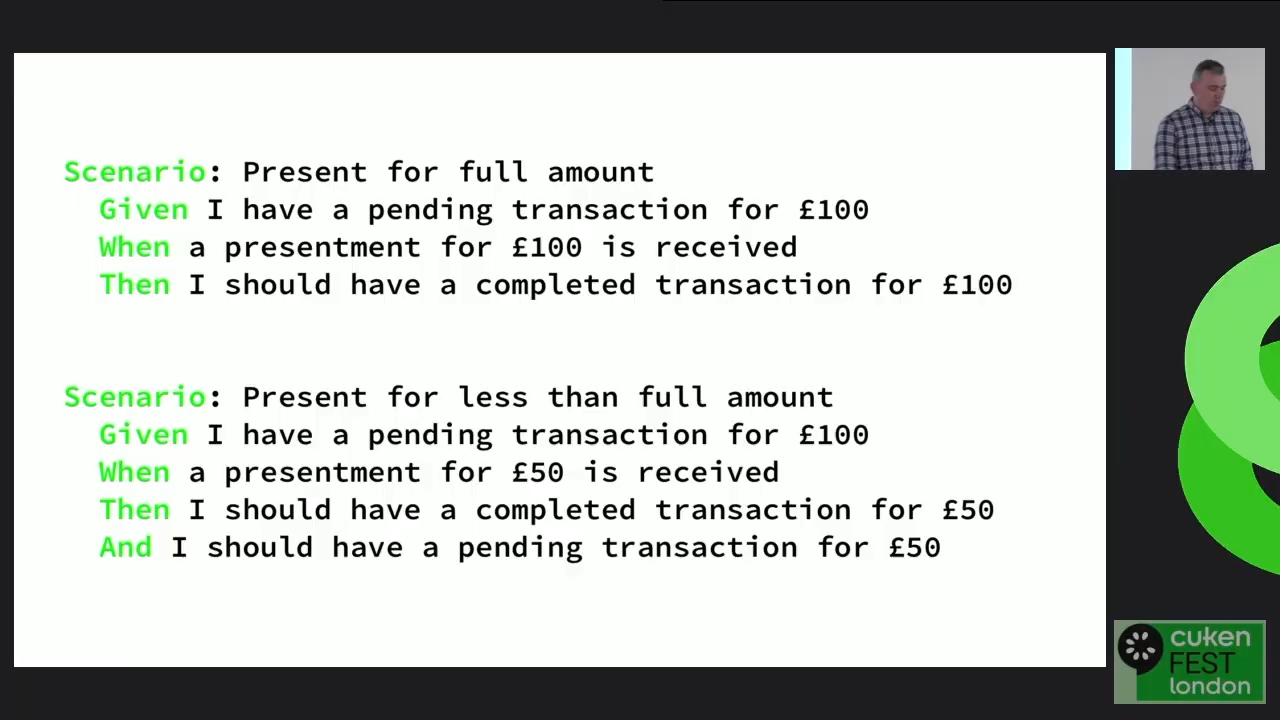 Scenario: Present for full amount
Given I have a pending transaction for £100
When a presentment for £100 is received
Then I should have a completed transaction for £100
Scenario: Present for less than full amount
Given I have a pending transaction for £100
When a presentment for £50 is received
Then I should have a completed transaction for £50
And I should have a pending transaction for £50
cuken
FEST
london